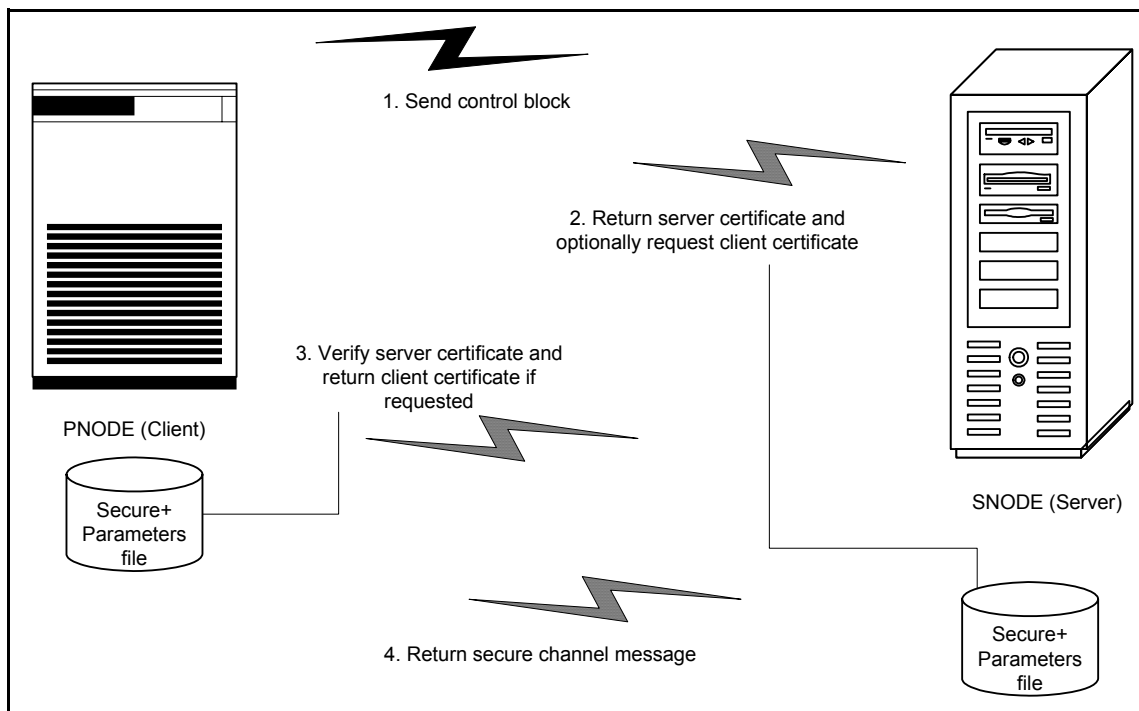 1. Send control block
2. Return server certificate and
optionally request client certificate
3. Verify server certificate and
return client certificate if
requested
PNODE (Client)
Secure+
Parameters
file
SNODE (Server)
4. Return secure channel message
Secure+
Parameters
file